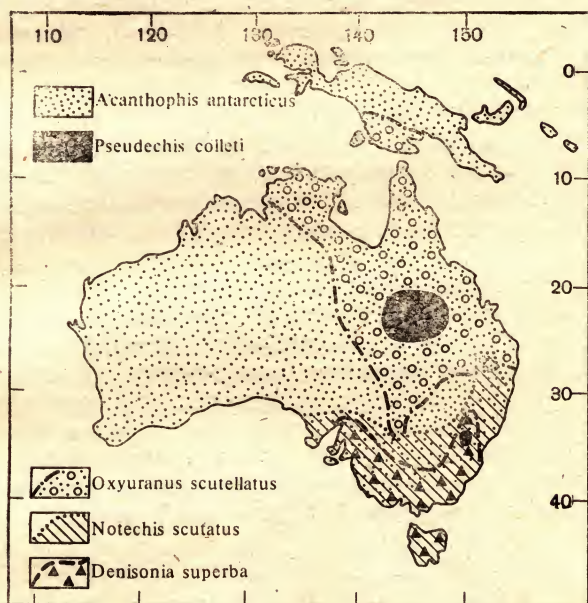 110 120 130 140 150
0
Acanthophis antarcticus
Pseudechis colleti
10
20
30
Oxyuranus scutellatus
40
Notechis scutatus
Denisonia superba